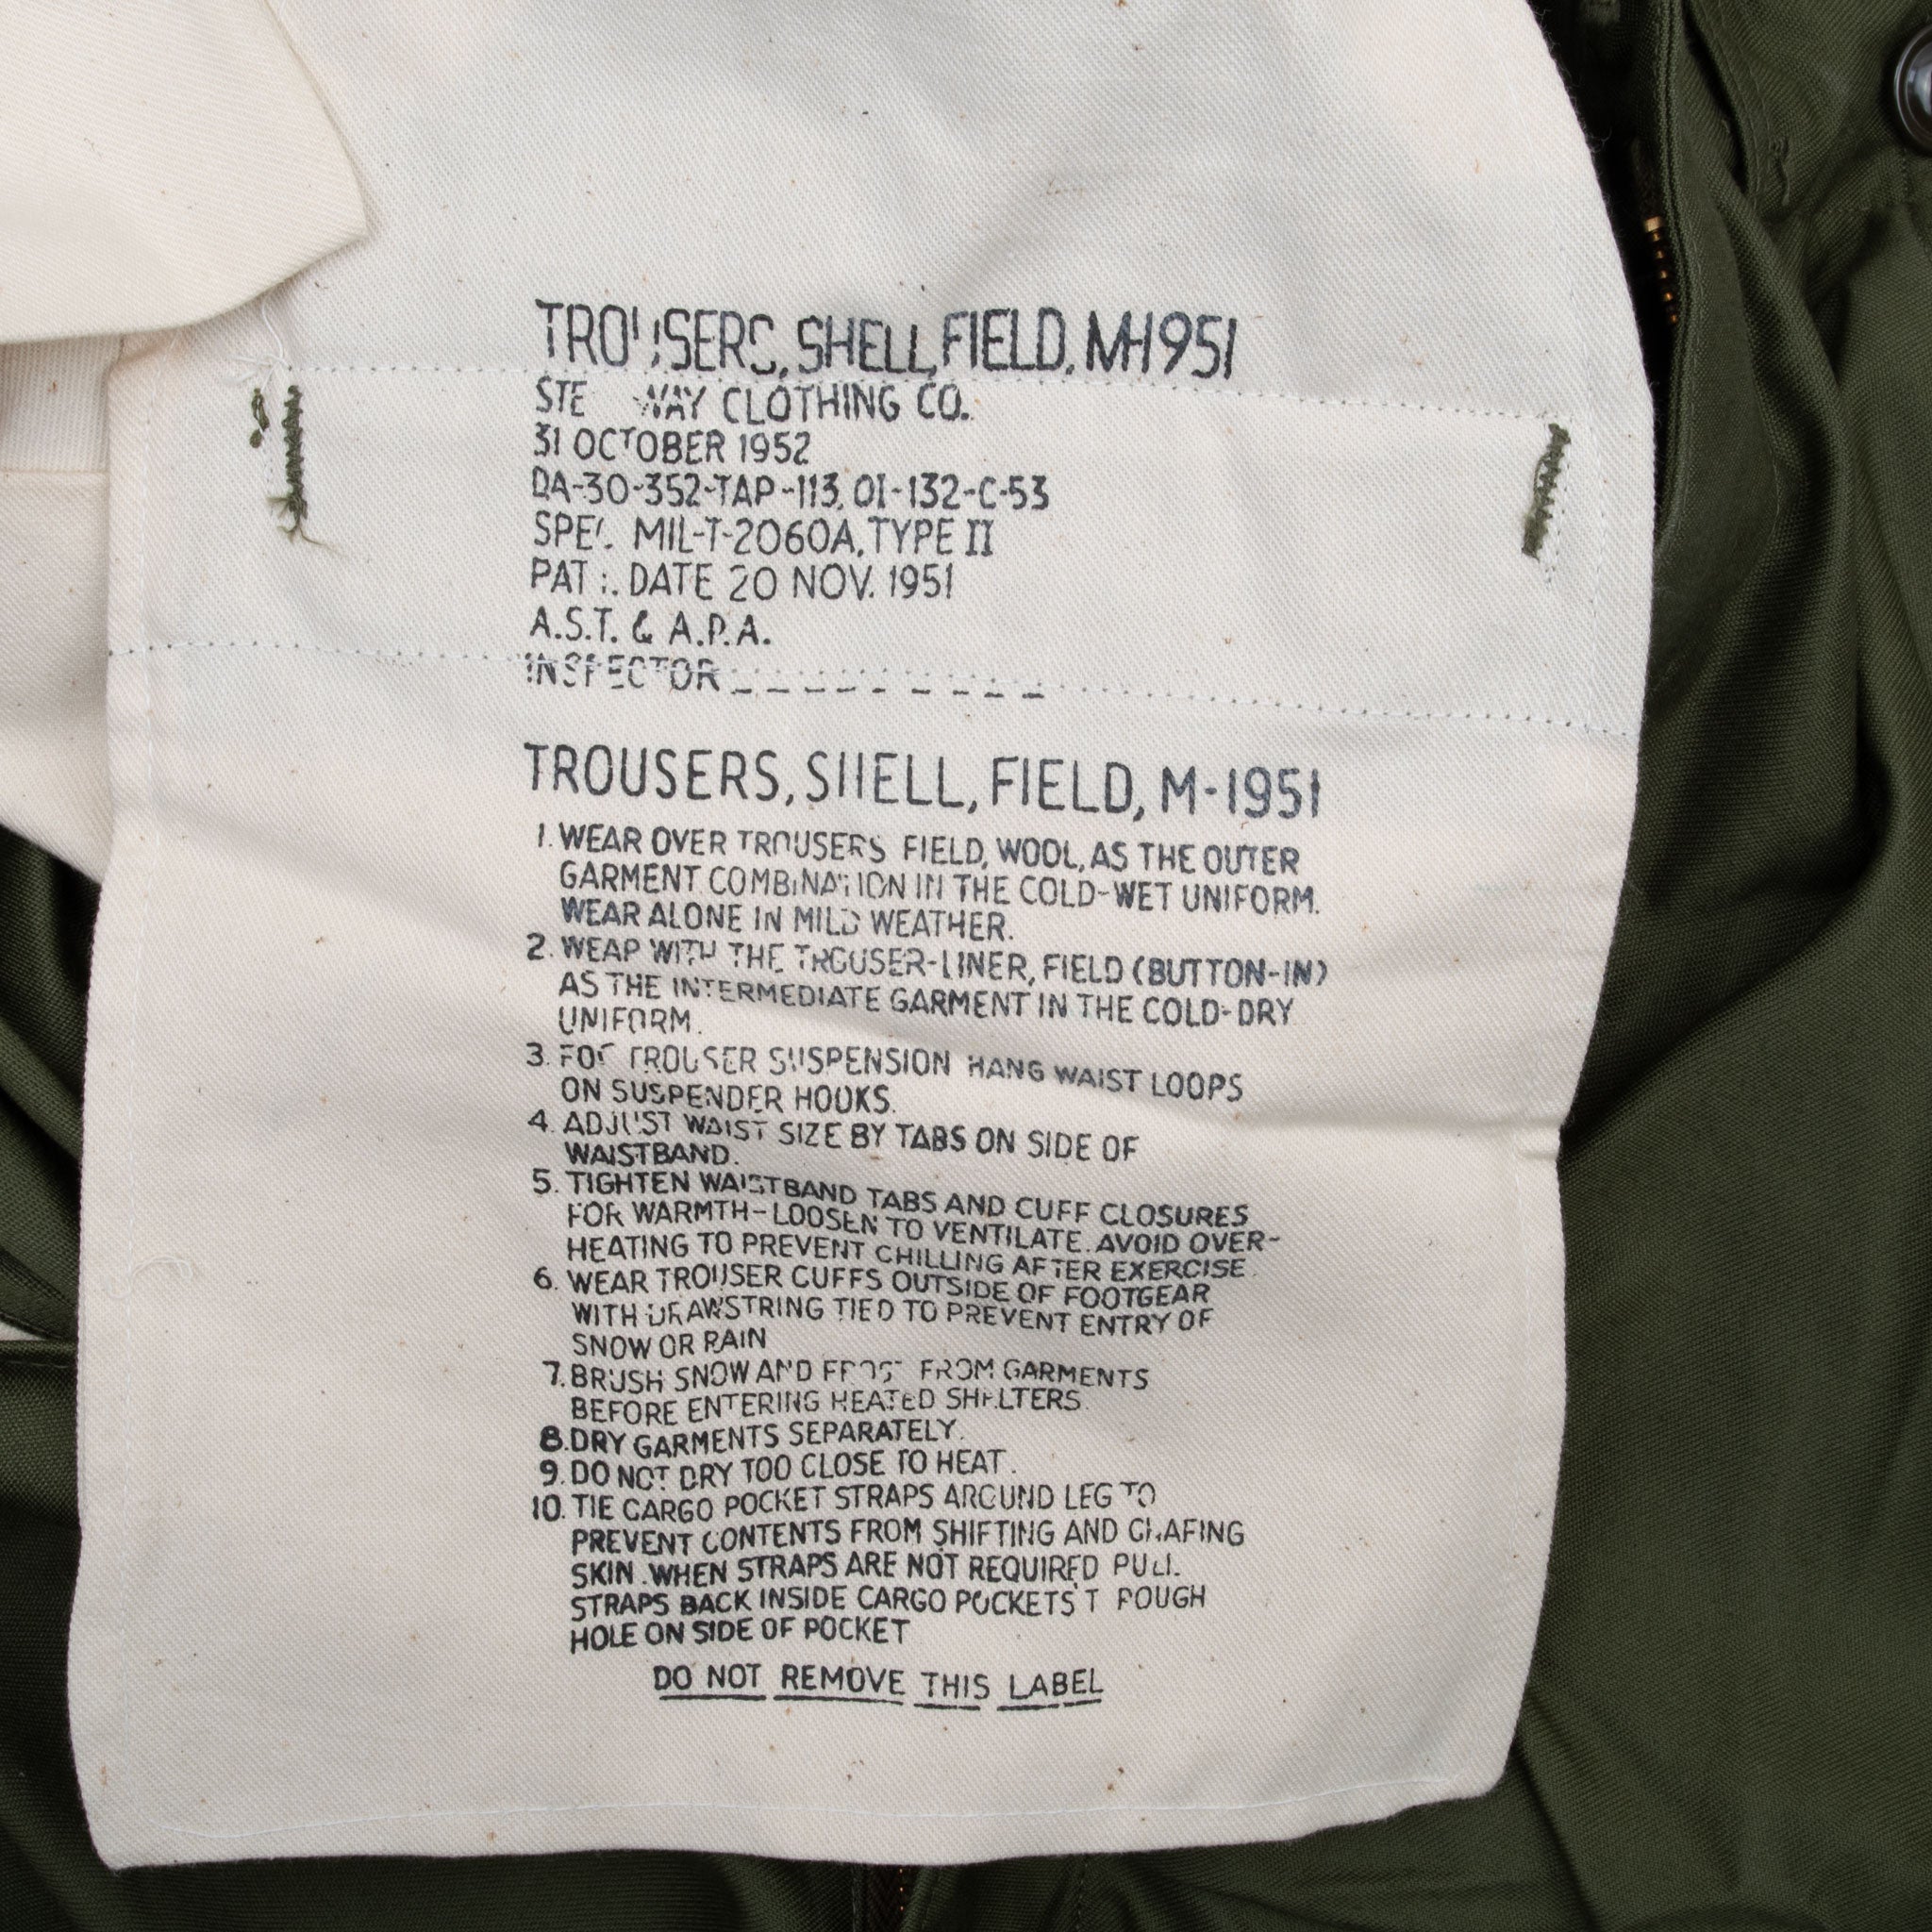 TROUSERS, SHELL, FIELD, M-1951
CLOTHING CO.
31 OCTOBER 1952
DA-30-352-TAP-113, OI-132-C-53
SPEC. MIL-T-2060A, TYPE II
PATT. DATE 20 NOV. 1951
A.S.T. & A.P.A.
INSPECTOR _ _ _ _ _ _ _ _ _
TROUSERS, SHELL, FIELD, M-1951
1. WEAR OVER TROUSERS FIELD, WOOL, AS THE OUTER
GARMENT COMBINATION IN THE COLD-WET UNIFORM.
WEAR ALONE IN MILD WEATHER.
2. WEAR WITH THE TROUSER-LINER, FIELD (BUTTON-IN)
AS THE INTERMEDIATE GARMENT IN THE COLD-DRY
UNIFORM.
3. FOR TROUSER SUSPENSION HANG WAIST LOOPS
ON SUSPENDER HOOKS.
4. ADJUST WAIST SIZE BY TABS ON SIDE OF
WAISTBAND.
5. TIGHTEN WAISTBAND TABS AND CUFF CLOSURES
FOR WARMTH-LOOSEN TO VENTILATE. AVOID OVER-
HEATING TO PREVENT CHILLING AFTER EXERCISE.
6. WEAR TROUSER CUFFS OUTSIDE OF FOOTGEAR
WITH DRAWSTRING TIED TO PREVENT ENTRY OF
SNOW OR RAIN
7. BRUSH SNOW AND FROST FROM GARMENTS
BEFORE ENTERING HEATED SHELTERS.
8. DRY GARMENTS SEPARATELY.
9. DO NOT DRY TOO CLOSE TO HEAT.
10. TIE CARGO POCKET STRAPS AROUND LEG TO
PREVENT CONTENTS FROM SHIFTING AND CHAFING
SKIN. WHEN STRAPS ARE NOT REQUIRED PULL
STRAPS BACK INSIDE CARGO POCKETS THROUGH
HOLE ON SIDE OF POCKET
DO NOT REMOVE THIS LABEL